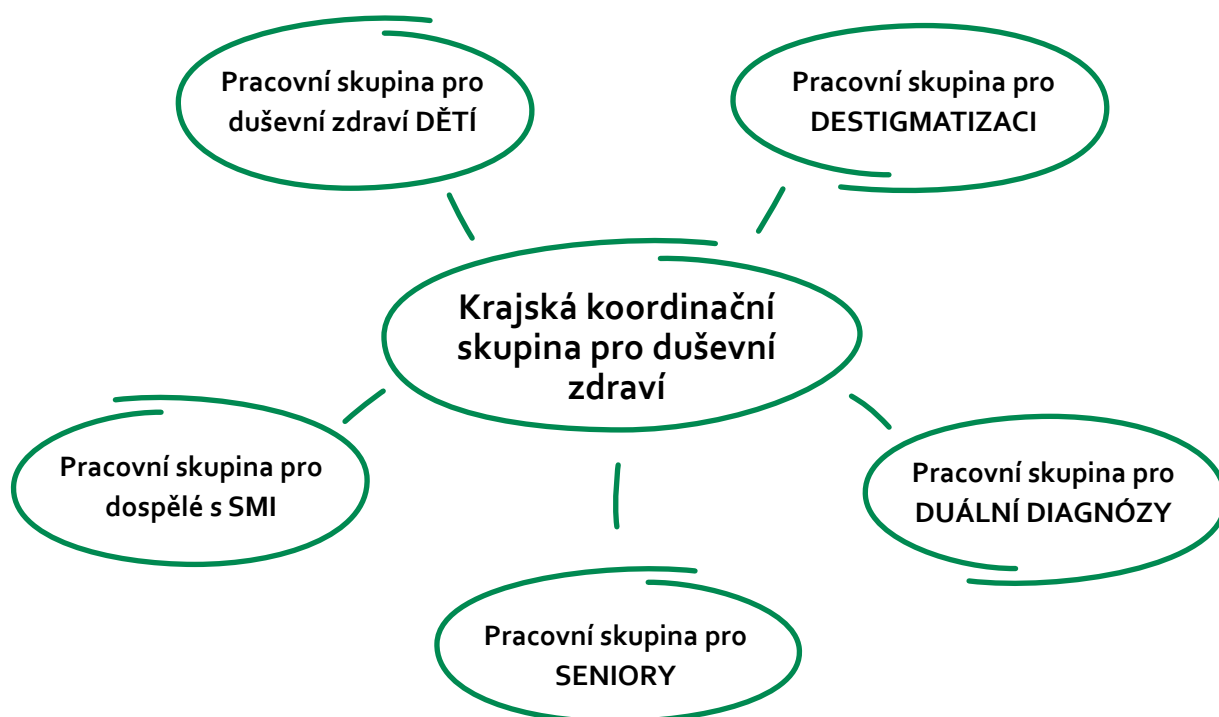 Pracovní skupina pro
duševní zdraví DĚTÍ
Pracovní skupina pro
DESTIGMATIZACI
Krajská koordinační
skupina pro duševní
zdraví
Pracovní skupina pro
dospělé s SMI
Pracovní skupina pro
DUÁLNÍ DIAGNÓZY
Pracovní skupina pro
SENIORY